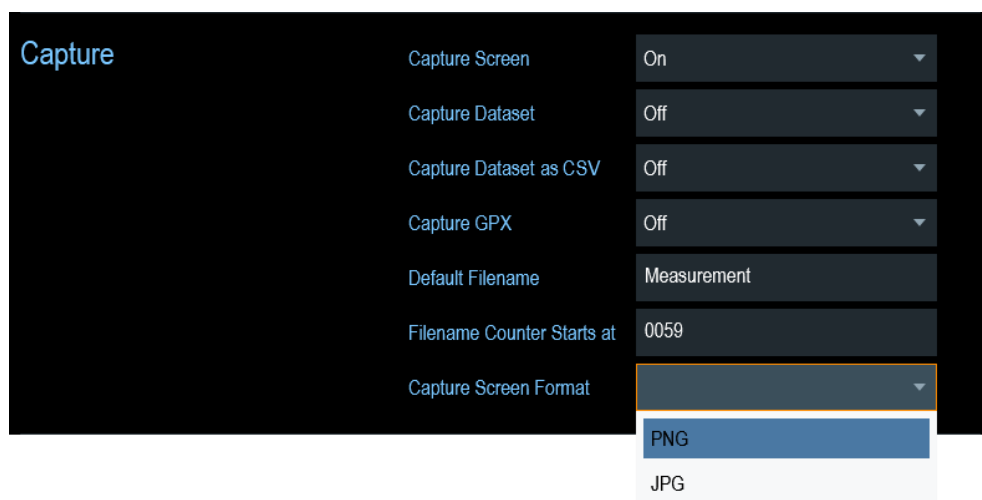 Capture
Capture Screen On
Capture Dataset Off
Capture Dataset as CSV Off
Capture GPX Off
Default Filename Measurement
Filename Counter Starts at 0059
Capture Screen Format
PNG
JPG